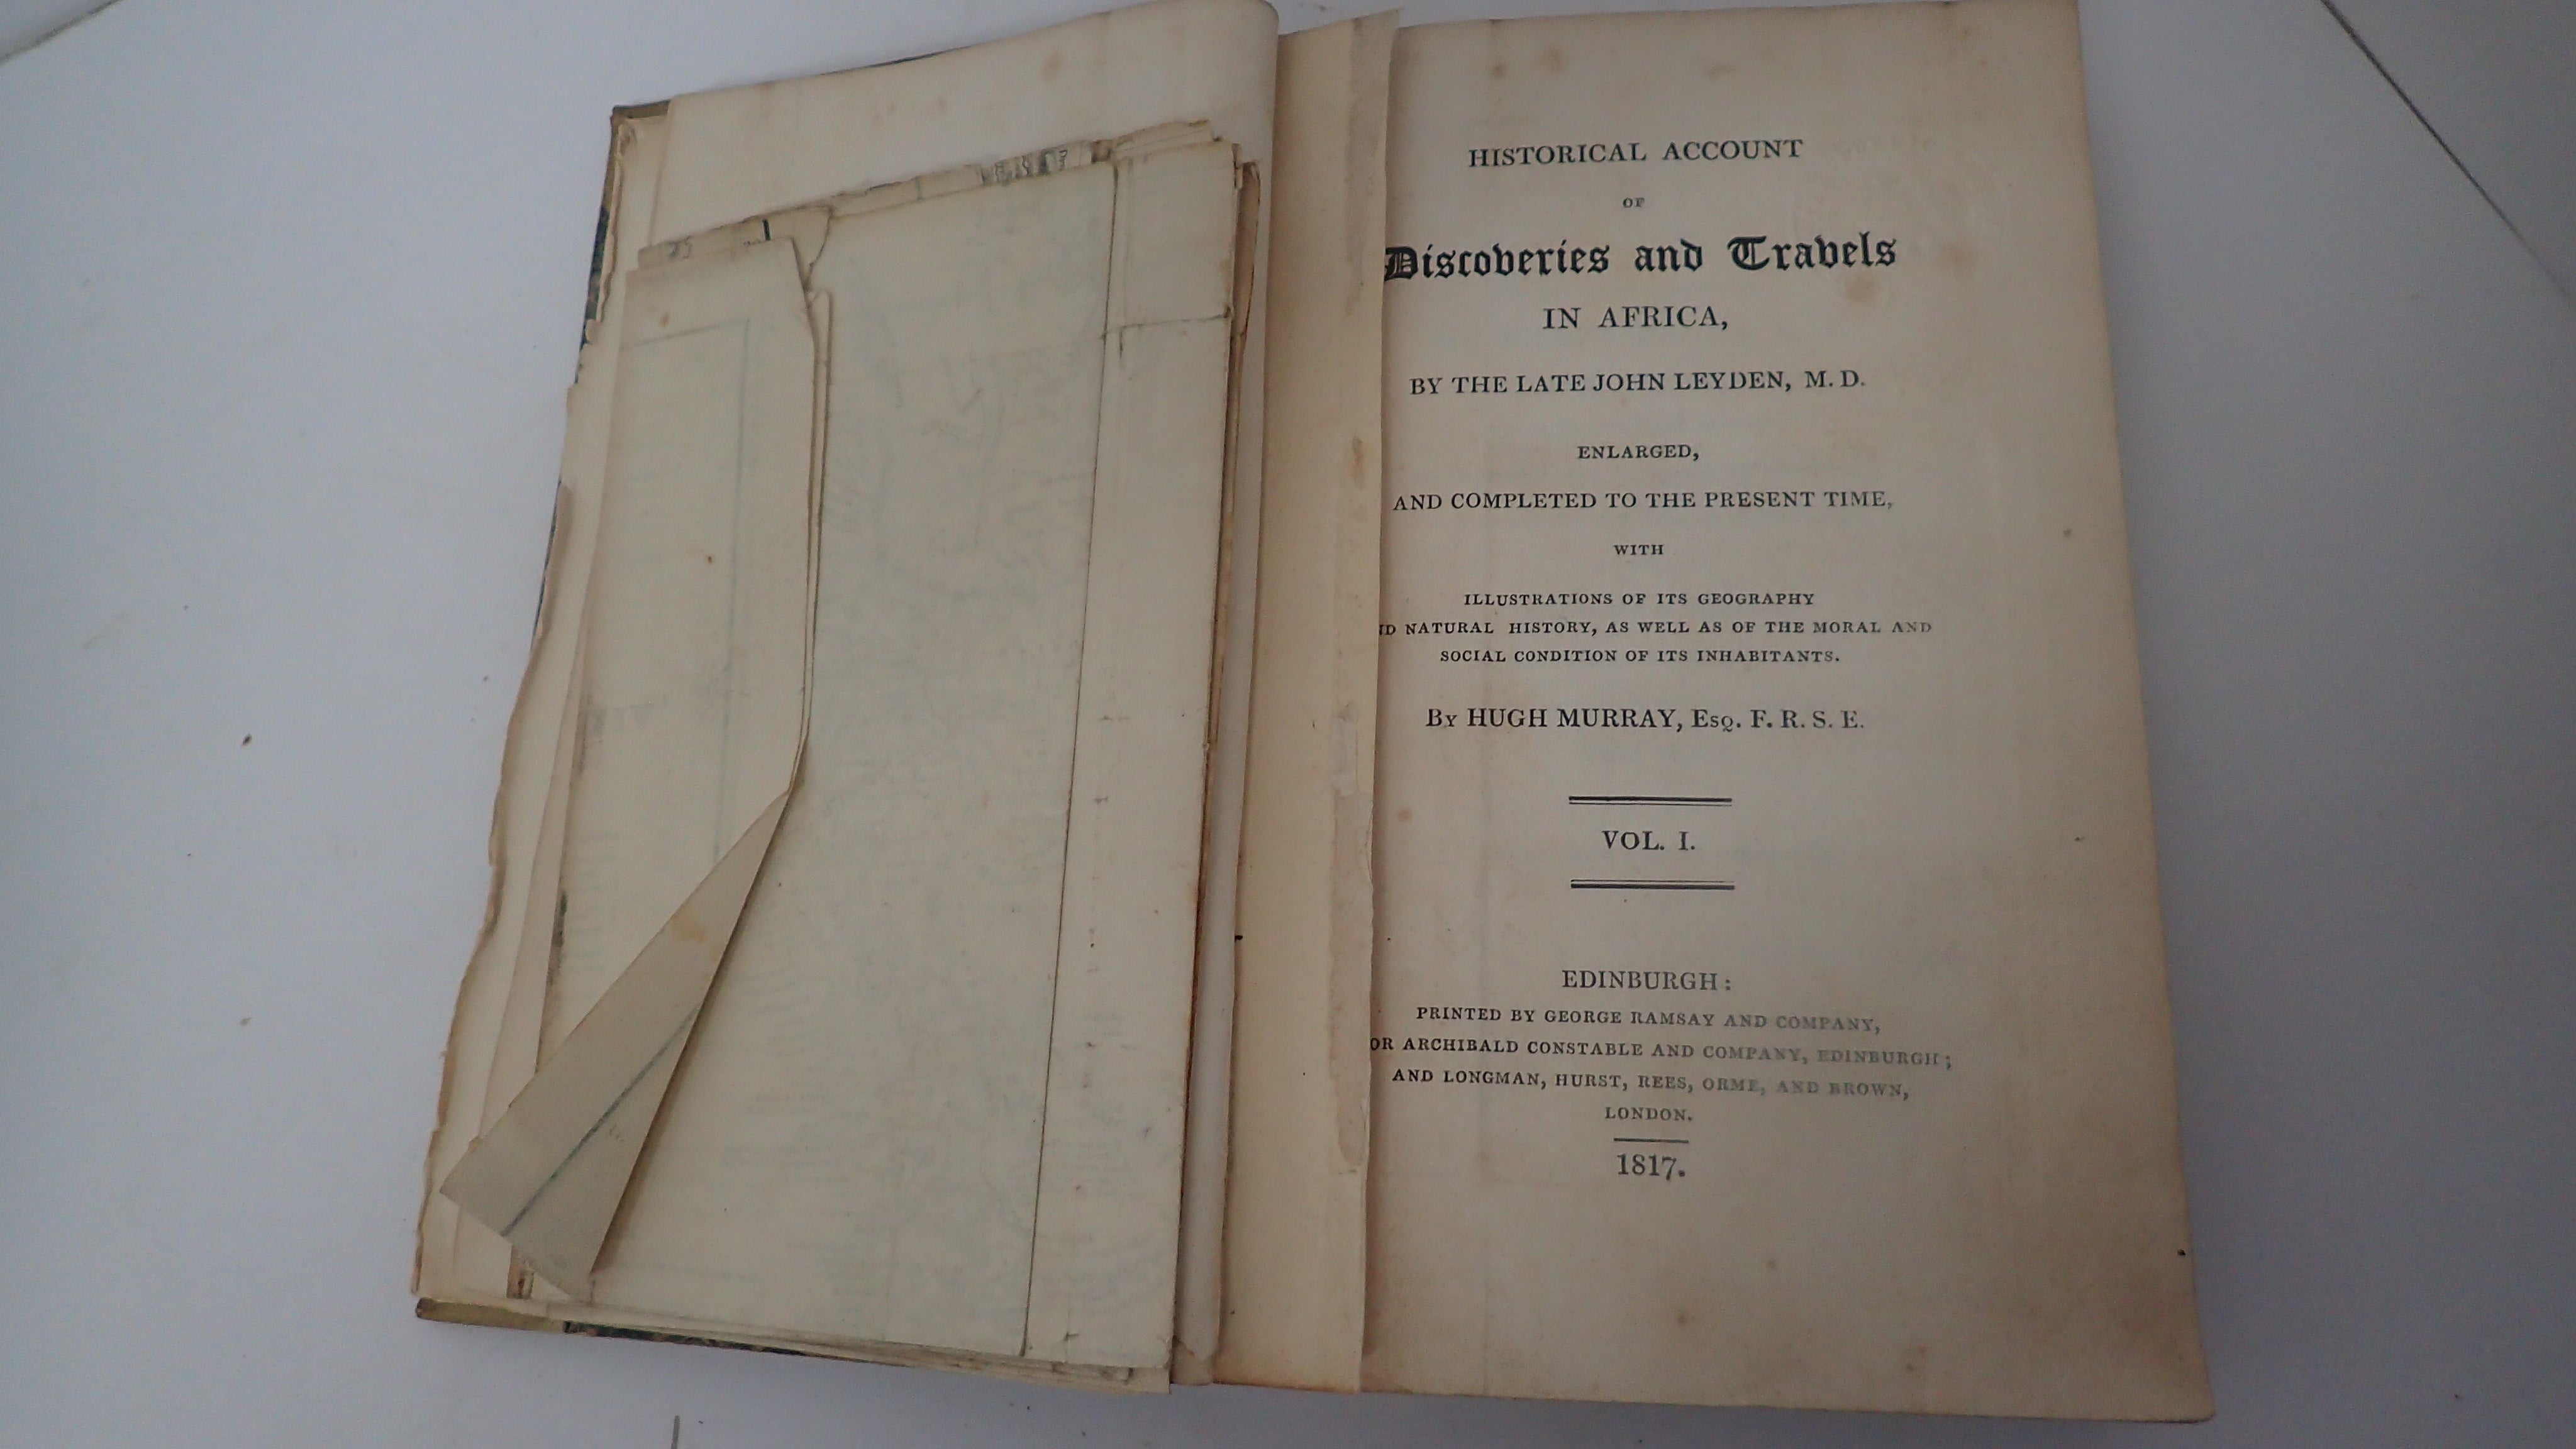 HISTORICAL ACCOUNT
OF
Discoveries and Travels
IN AFRICA,
BY THE LATE JOHN LEYDEN, M. D.
ENLARGED,
AND COMPLETED TO THE PRESENT TIME,
WITH
ILLUSTRATIONS OF ITS GEOGRAPHY
ND NATURAL HISTORY, AS WELL AS OF THE MORAL AND
SOCIAL CONDITION OF ITS INHABITANTS.
By HUGH MURRAY, Esq. F. R. S. E.
VOL. I.
EDINBURGH:
PRINTED BY GEORGE RAMSAY AND COMPANY,
OR ARCHIBALD CONSTABLE AND COMPANY, EDINBURGH;
AND LONGMAN, HURST, REES, ORME, AND BROWN,
LONDON.
1817.